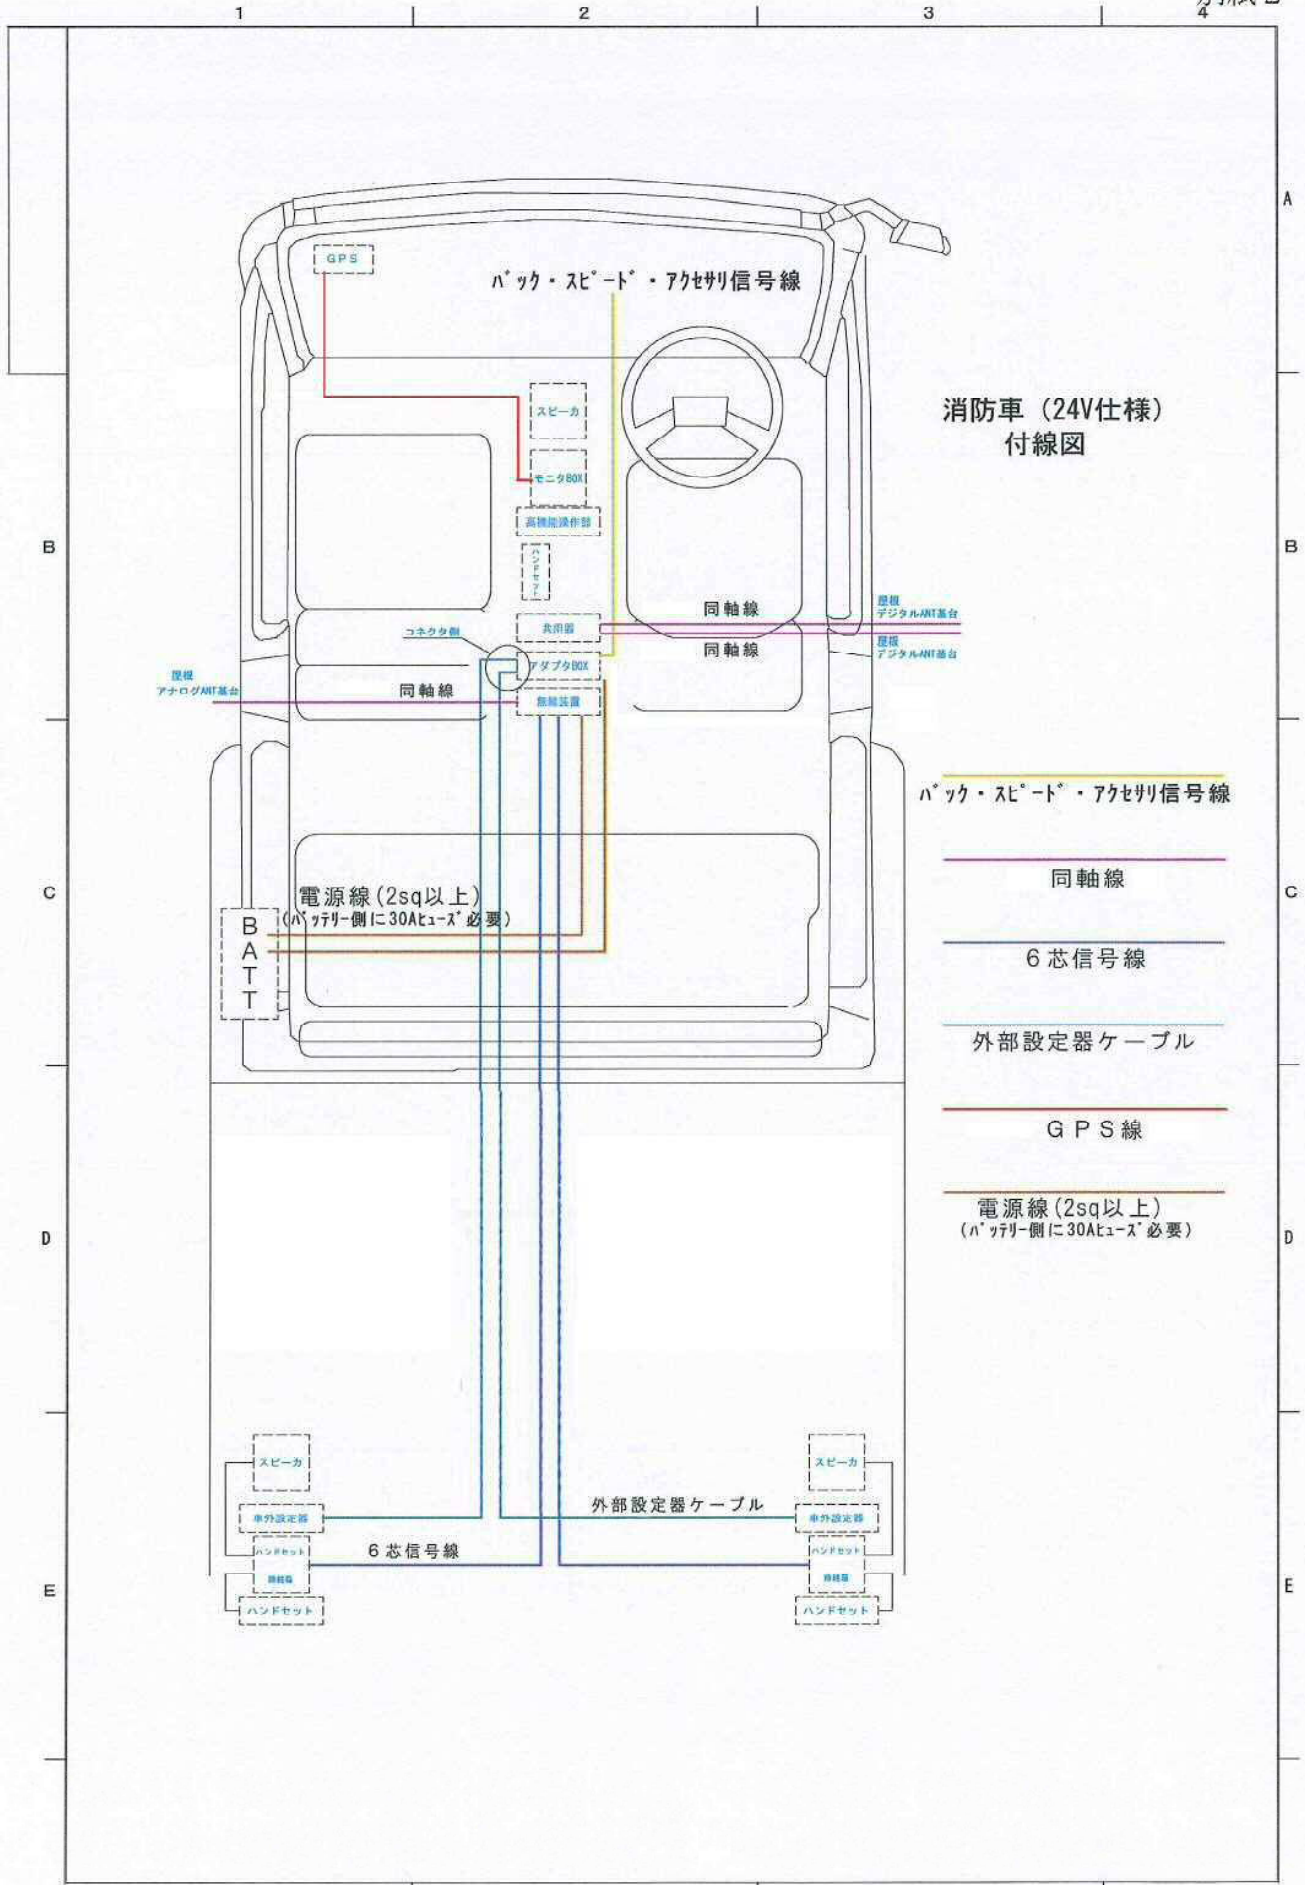 1 2 3 4
A
GPS
バック・スピード・アクセサリ信号線
スピーカ
消防車（24V仕様）
付線図
モニタBOX
高機能操作部
B B
ハンドセット
同軸線
屋根
デジタルANT基台
共用器
コネクタ側
同軸線
屋根
デジタルANT基台
アダプタBOX
屋根
アナログANT基台
同軸線
無線装置
バック・スピード・アクセサリ信号線
同軸線
C C
電源線(2sq以上)
(バッテリー側に30Aヒューズ必要)
BATT
6芯信号線
外部設定器ケーブル
GPS線
電源線(2sq以上)
(バッテリー側に30Aヒューズ必要)
D D
スピーカ スピーカ
外部設定器ケーブル
車外設定器 車外設定器
6芯信号線
ハンドセット ハンドセット
E E
ハンドセット ハンドセット